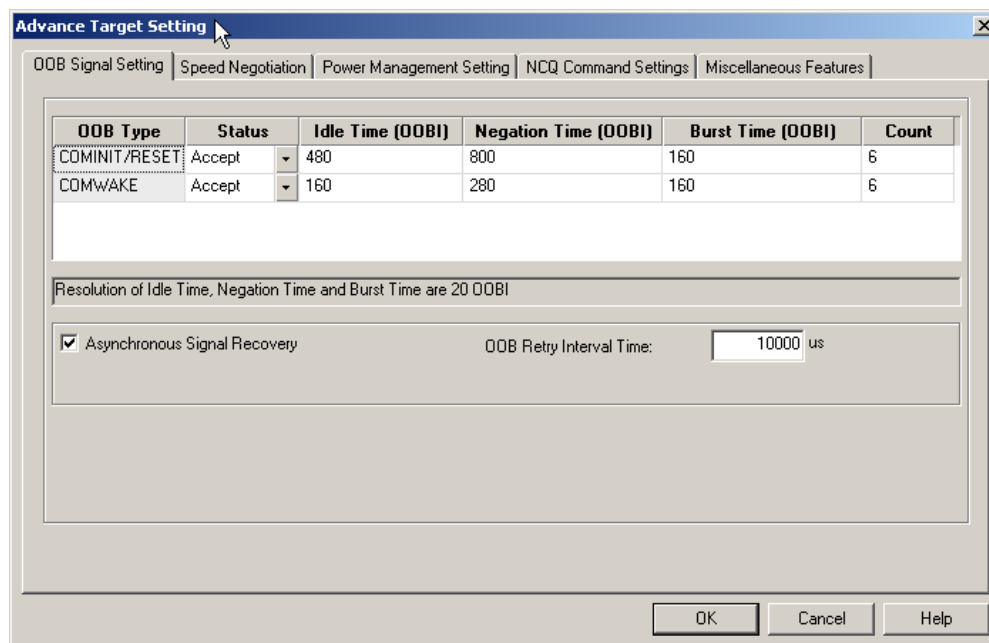 Advance Target Setting
OOB Signal Setting Speed Negotiation Power Management Setting NCQ Command Settings Miscellaneous Features
OOB Type Status Idle Time (OOBI) Negation Time (OOBI) Burst Time (OOBI) Count
COMINIT/RESET Accept 480 800 160 6
COMWAKE Accept 160 280 160 6
Resolution of Idle Time, Negation Time and Burst Time are 20 OOBI
Asynchronous Signal Recovery OOB Retry Interval Time: 10000 us
OK Cancel Help